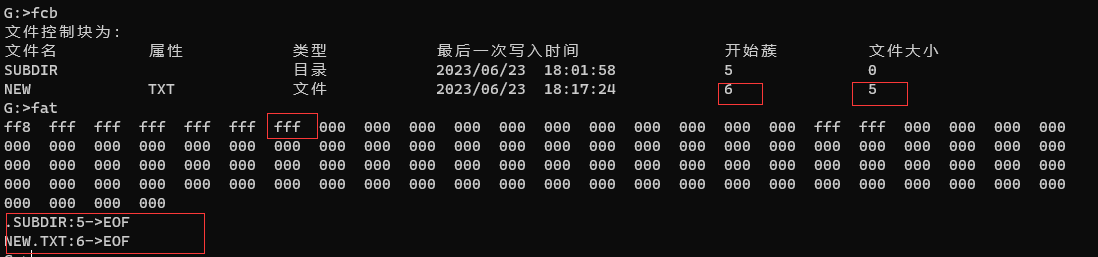 G:>fcb
文件控制块为:
文件名 属性 类型 最后一次写入时间 开始蔟 文件大小
SUBDIR 目录 2023/06/23 18:01:58 5 0
NEW TXT 文件 2023/06/23 18:17:24 6 5
G:>fat
ff8 fff fff fff fff fff fff 000 000 000 000 000 000 000 000 000 000 000 fff fff 000 000 000 000
000 000 000 000 000 000 000 000 000 000 000 000 000 000 000 000 000 000 000 000 000 000 000 000
000 000 000 000 000 000 000 000 000 000 000 000 000 000 000 000 000 000 000 000 000 000 000 000
000 000 000 000 000 000 000 000 000 000 000 000 000 000 000 000 000 000 000 000 000 000 000 000
000 000 000 000
.SUBDIR:5->EOF
NEW.TXT:6->EOF